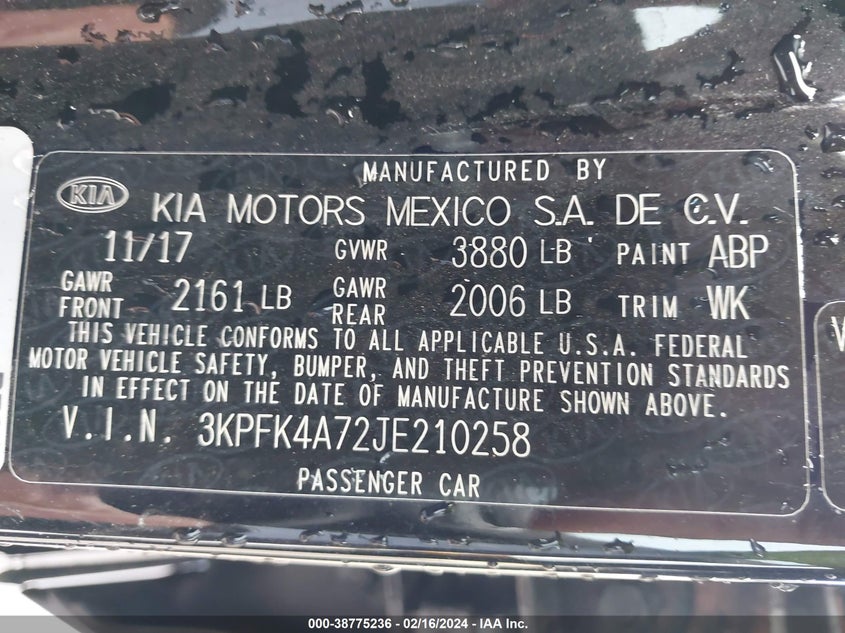 MANUFACTURED BY
KIA KIA MOTORS MEXICO S.A. DE C.V.
11/17 GVWR 3880 LB PAINT ABP
GAWR FRONT 2161 LB GAWR REAR 2006 LB TRIM WK
THIS VEHICLE CONFORMS TO ALL APPLICABLE U.S.A. FEDERAL
MOTOR VEHICLE SAFETY, BUMPER, AND THEFT PREVENTION STANDARDS
IN EFFECT ON THE DATE OF MANUFACTURE SHOWN ABOVE.
V.I.N. 3KPFK4A72JE210258
PASSENGER CAR
000-38775236 - 02/16/2024 - IAA Inc.